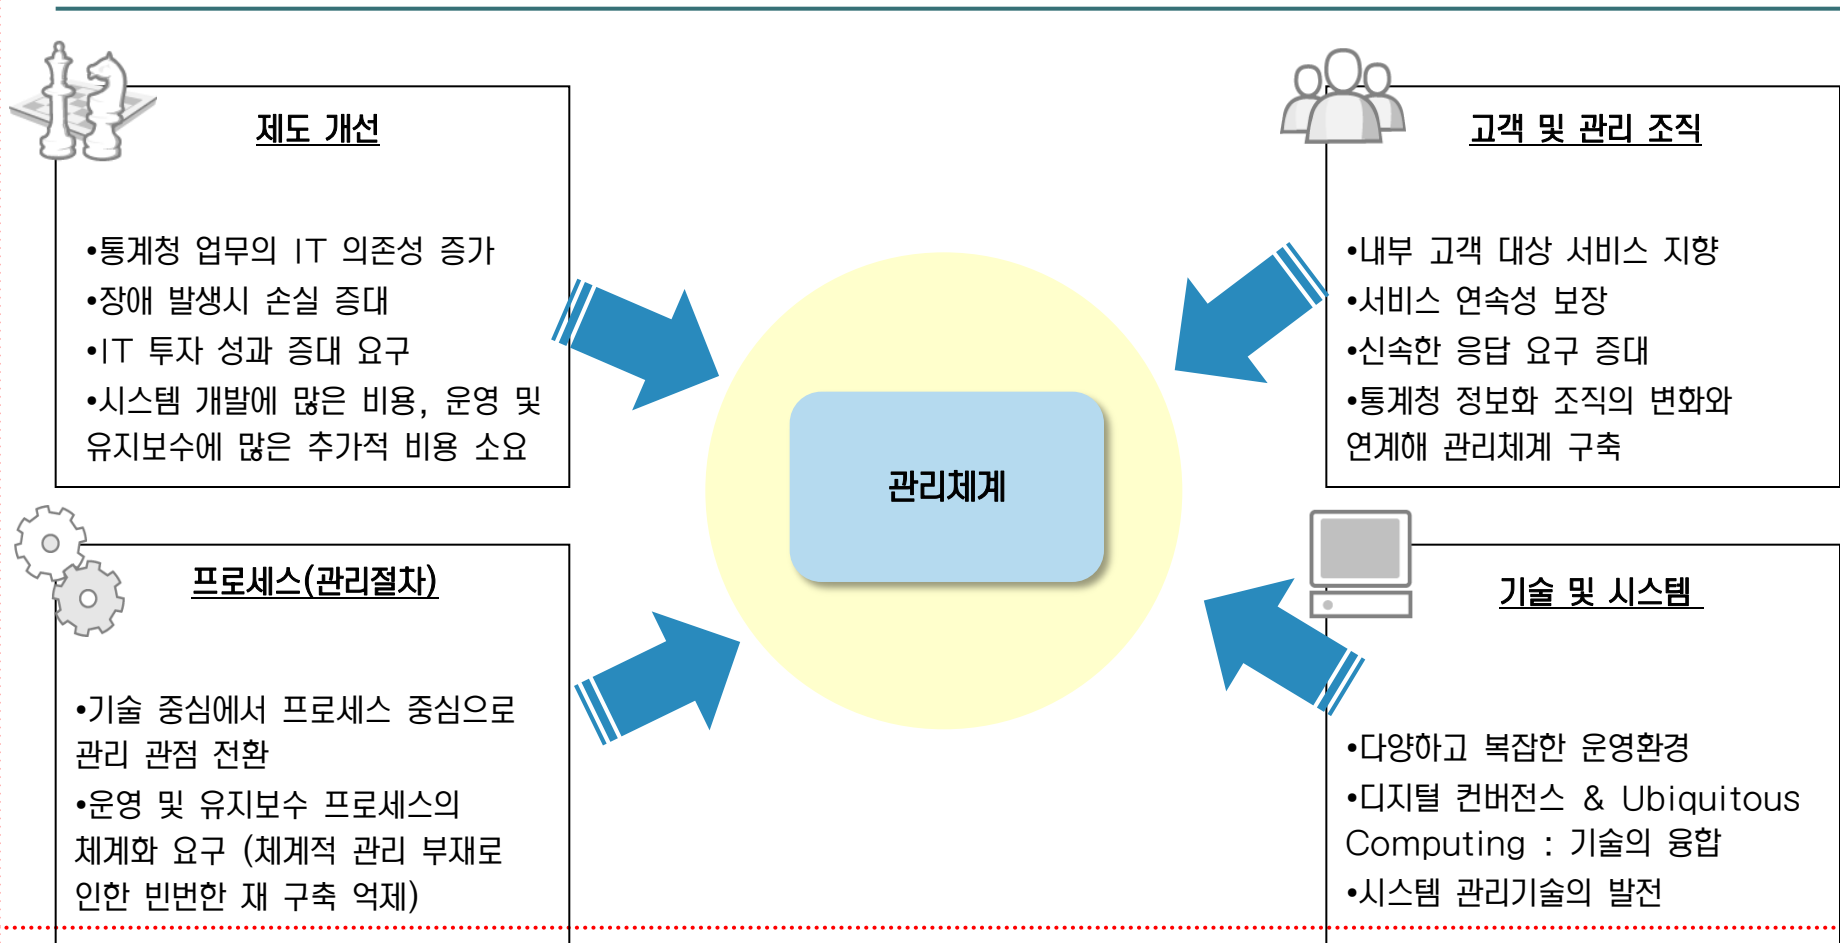 제도 개선
•통계청 업무의 IT 의존성 증가
•장애 발생시 손실 증대
•IT 투자 성과 증대 요구
•시스템 개발에 많은 비용, 운영 및
유지보수에 많은 추가적 비용 소요
고객 및 관리 조직
•내부 고객 대상 서비스 지향
•서비스 연속성 보장
•신속한 응답 요구 증대
•통계청 정보화 조직의 변화와
연계해 관리체계 구축
관리체계
프로세스(관리절차)
•기술 중심에서 프로세스 중심으로
관리 관점 전환
•운영 및 유지보수 프로세스의
체계화 요구 (체계적 관리 부재로
인한 빈번한 재 구축 억제)
기술 및 시스템
•다양하고 복잡한 운영환경
•디지털 컨버전스 & Ubiquitous
Computing : 기술의 융합
•시스템 관리기술의 발전